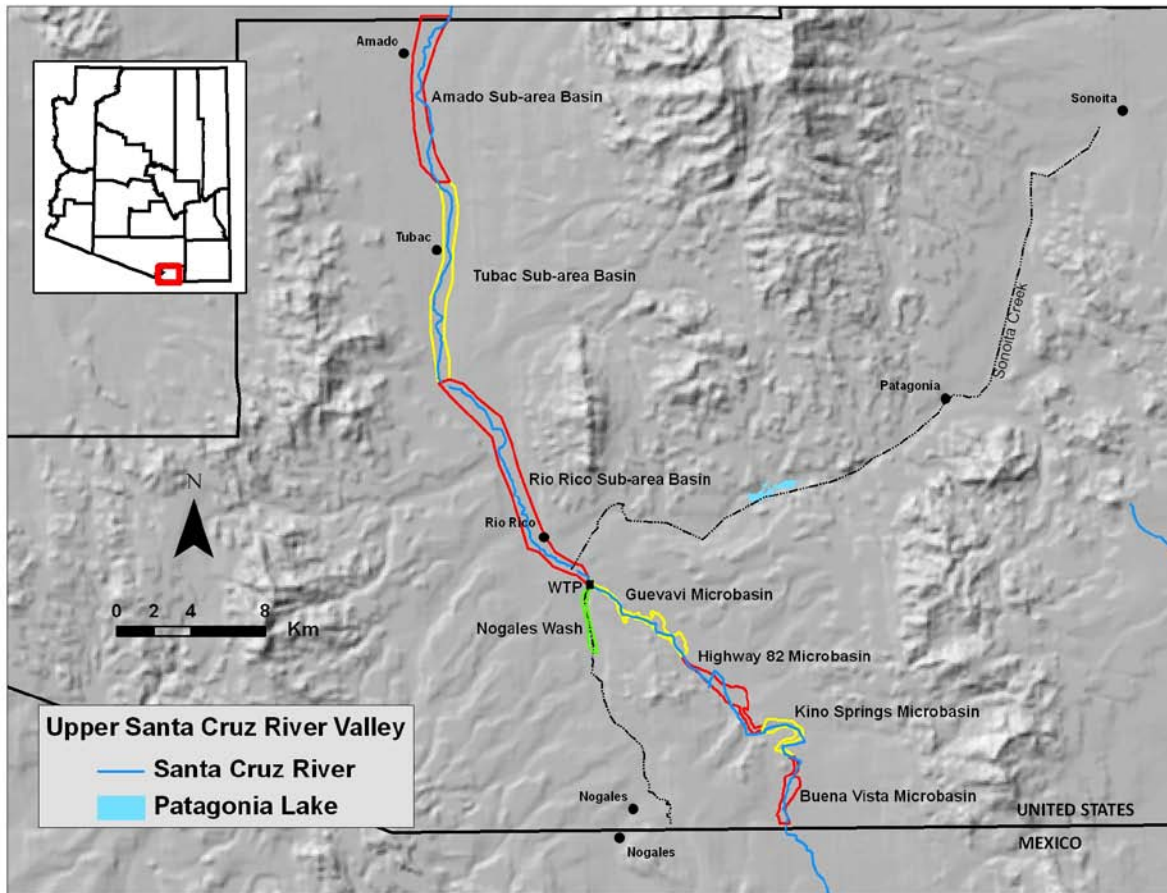 Amado
Amado Sub-area Basin
Sonoita
Tubac
Tubac Sub-area Basin
Sonoita Creek
Patagonia
N
Rio Rico Sub-area Basin
Rio Rico
WTP
Guevavi Microbasin
0 2 4 8
Km
Nogales Wash
Highway 82 Microbasin
Kino Springs Microbasin
Upper Santa Cruz River Valley
Santa Cruz River
Patagonia Lake
Buena Vista Microbasin
Nogales
UNITED STATES
MEXICO
Nogales